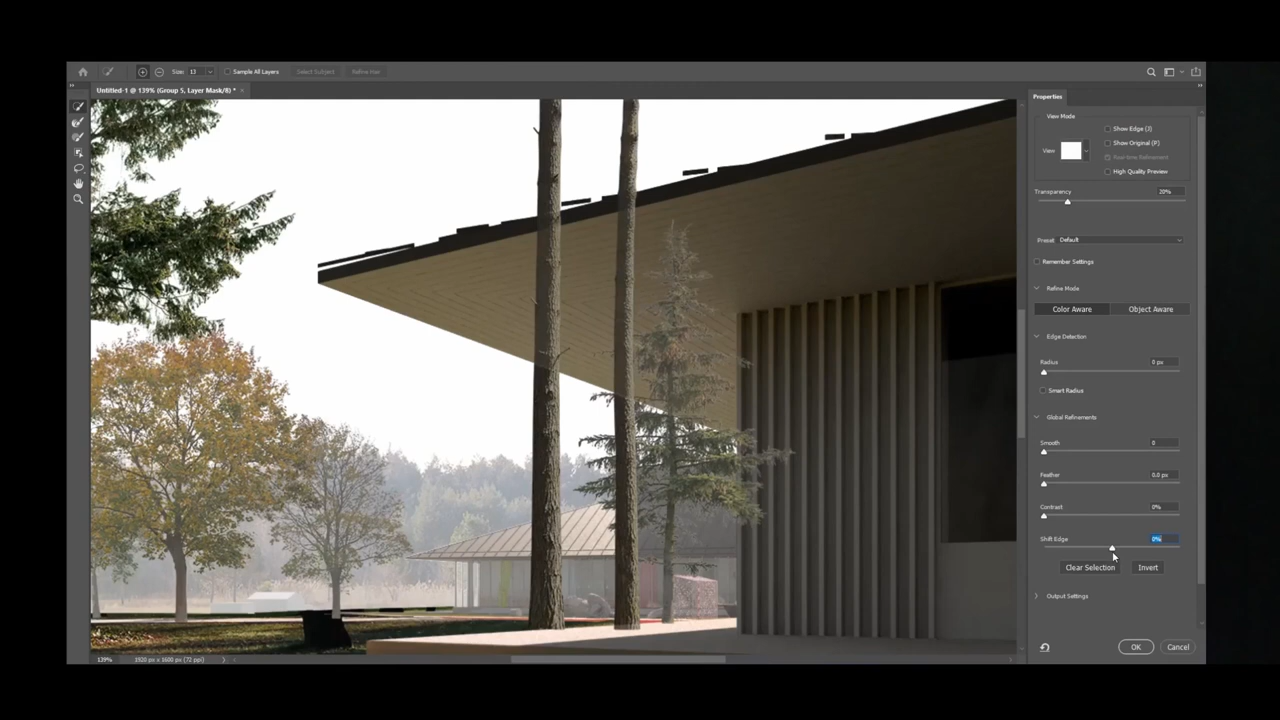 Size: 13 Sample All Layers Select Subject Refine Hair
Untitled-1 @ 139% (Group 5, Layer Mask/8) * ×
Properties
View Mode
Show Edge (J)
Show Original (P)
View
Real-time Refinement
High Quality Preview
Transparency 20%
Preset Default
Remember Settings
Refine Mode
Color Aware Object Aware
Edge Detection
Radius 0 px
Smart Radius
Global Refinements
Smooth 0
Feather 0.0 px
Contrast 0%
Shift Edge 0%
Clear Selection Invert
Output Settings
OK Cancel
139% 1920 px x 1600 px (72 ppi)